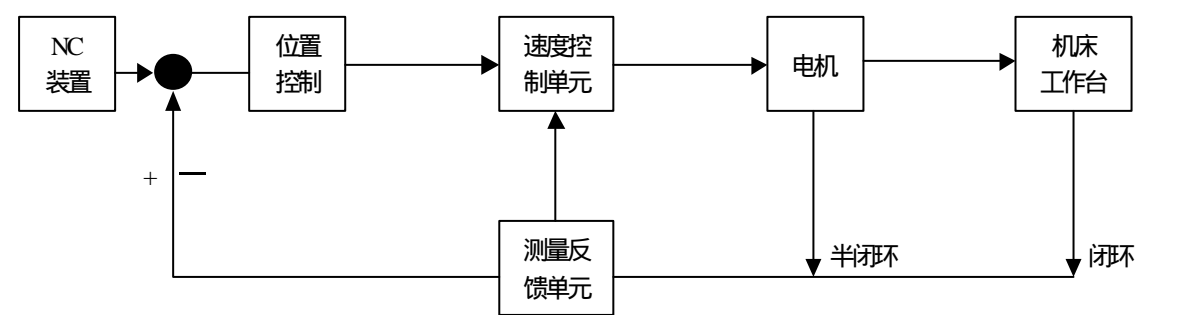 NC
装置
位置
控制
速度控
制单元
电机
机床
工作台
+ —
测量反
馈单元
半闭环
闭环